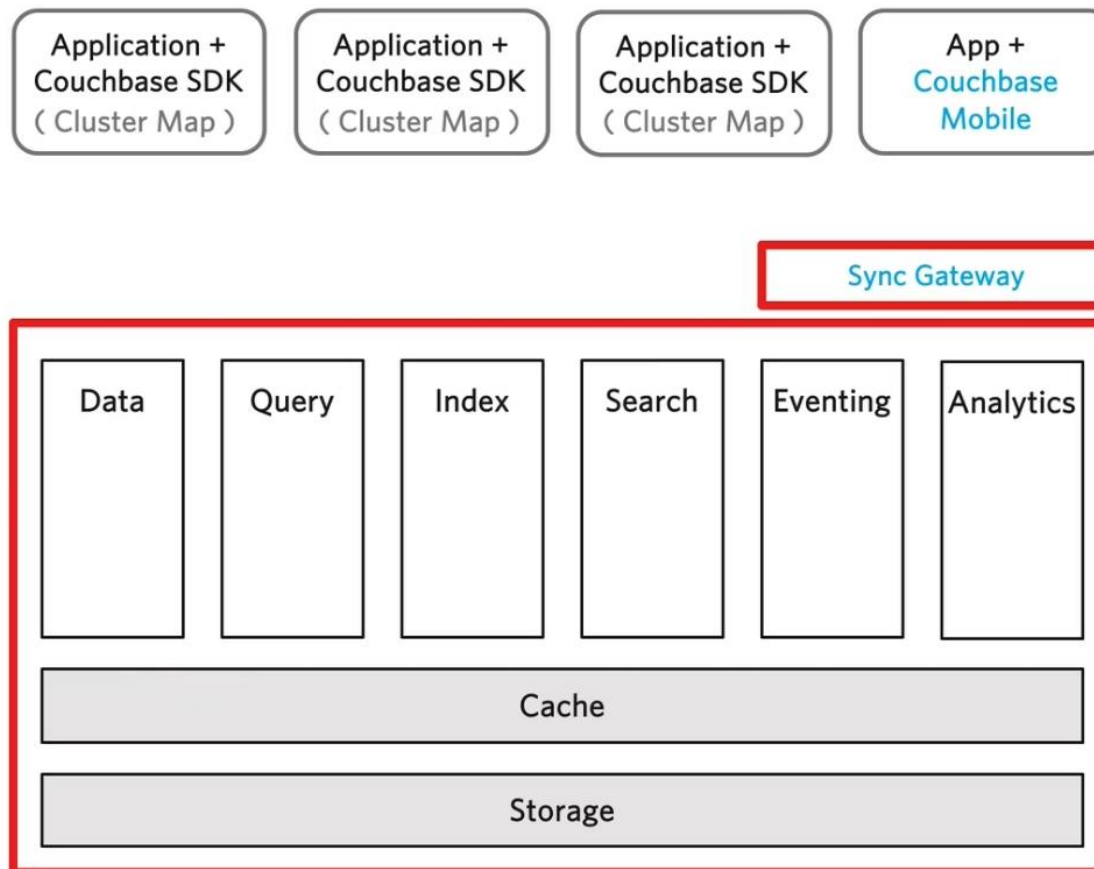 Application +
Couchbase SDK
( Cluster Map )
Application +
Couchbase SDK
( Cluster Map )
Application +
Couchbase SDK
( Cluster Map )
App +
Couchbase
Mobile
Sync Gateway
Data
Query
Index
Search
Eventing
Analytics
Cache
Storage